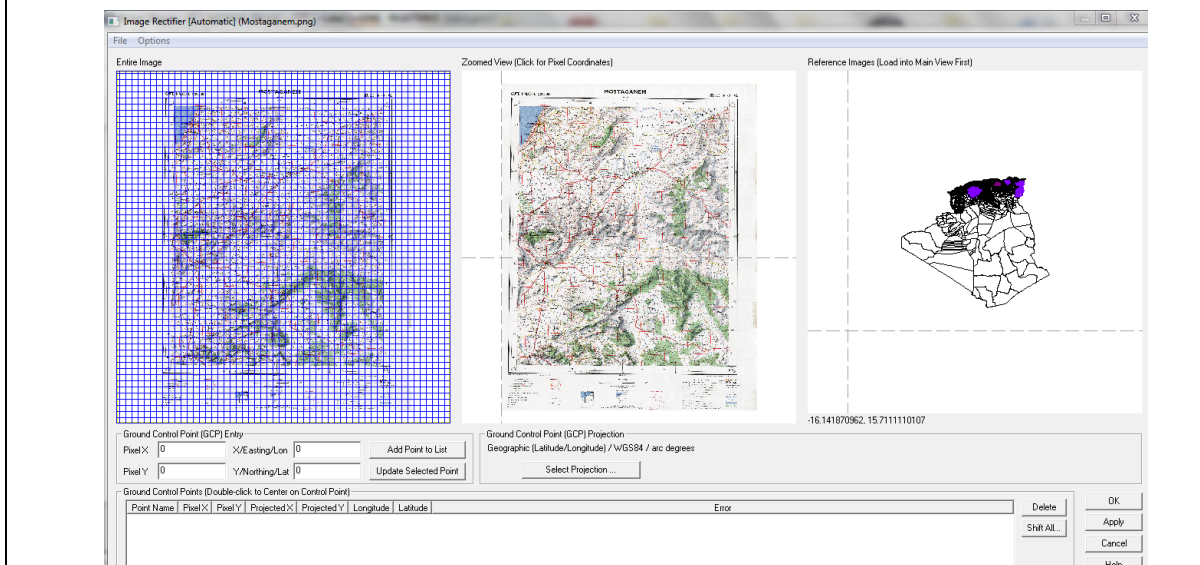 Image Rectifier [Automatic] (Mostaganem.png)
File Options
Entire Image
Zoomed View (Click for Pixel Coordinates)
Reference Images (Load into Main View First)
MOSTAGANEM
MOSTAGANEM
-16.141870962, 15.7111110107
Ground Control Point (GCP) Entry
Pixel X 0 X/Easting/Lon 0 Add Point to List
Pixel Y 0 Y/Northing/Lat 0 Update Selected Point
Ground Control Point (GCP) Projection
Geographic (Latitude/Longitude) / WGS84 / arc degrees
Select Projection ...
Ground Control Points (Double-click to Center on Control Point)
Point Name Pixel X Pixel Y Projected X Projected Y Longitude Latitude Error
Delete
Shift All...
OK
Apply
Cancel
Help